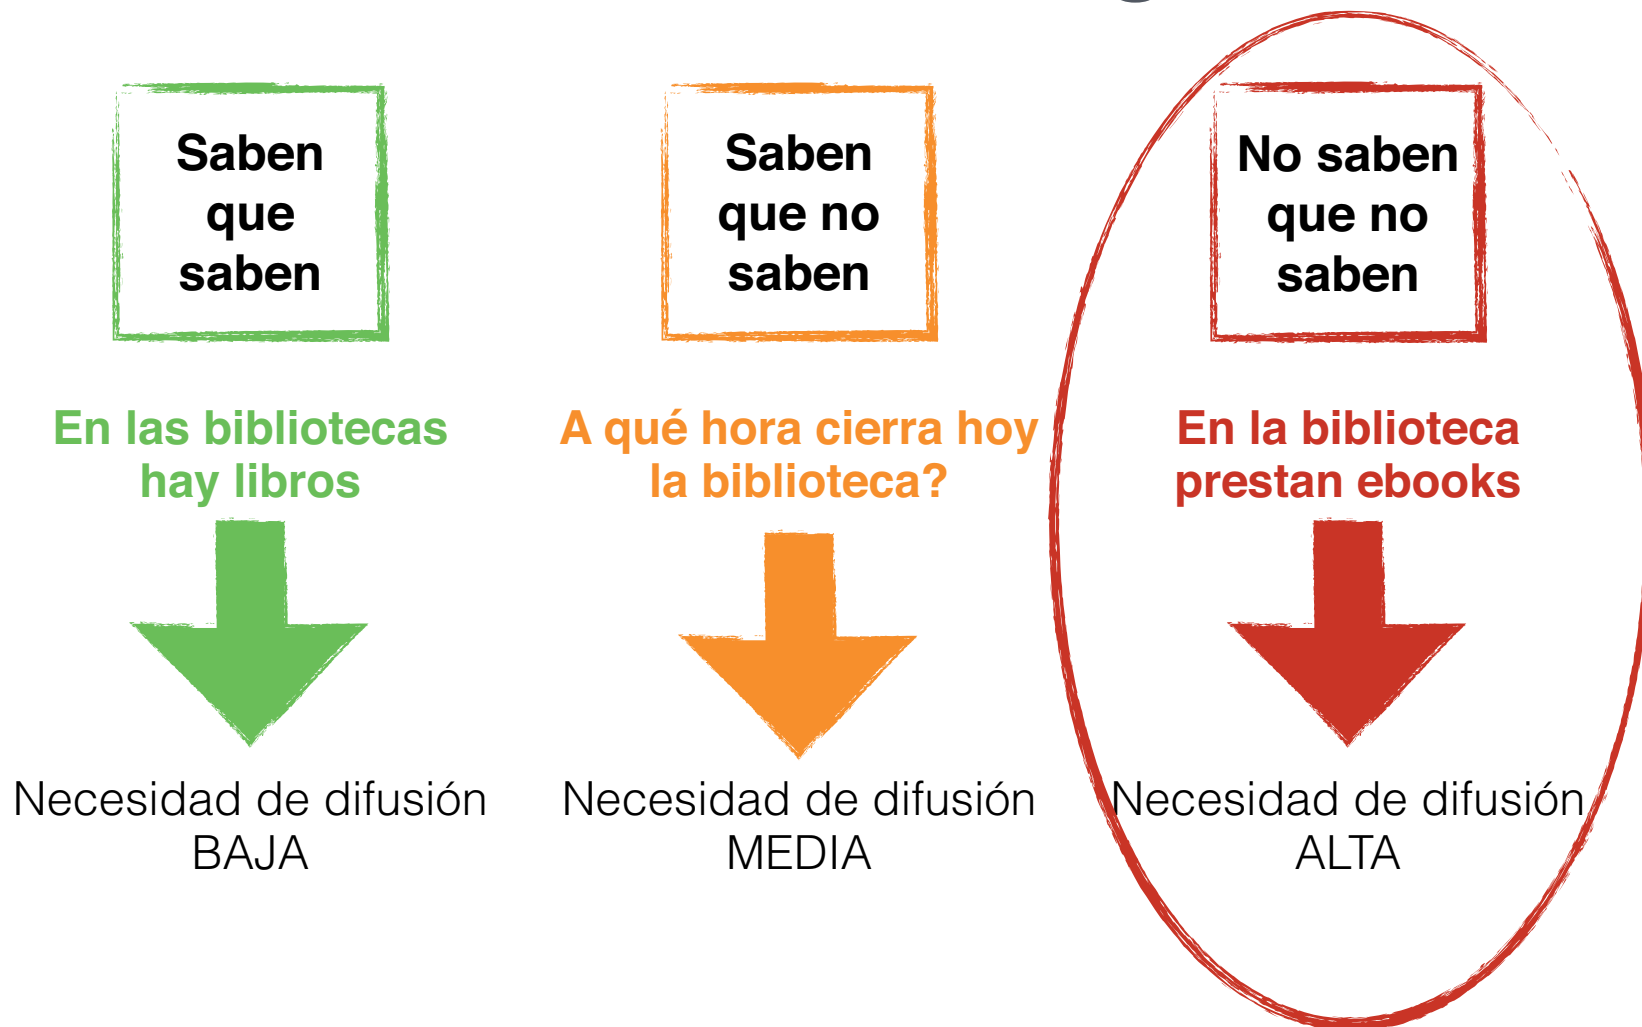 Saben
que
saben
En las bibliotecas
hay libros
Necesidad de difusión
BAJA
Saben
que no
saben
A qué hora cierra hoy
la biblioteca?
Necesidad de difusión
MEDIA
No saben
que no
saben
En la biblioteca
prestan ebooks
Necesidad de difusión
ALTA